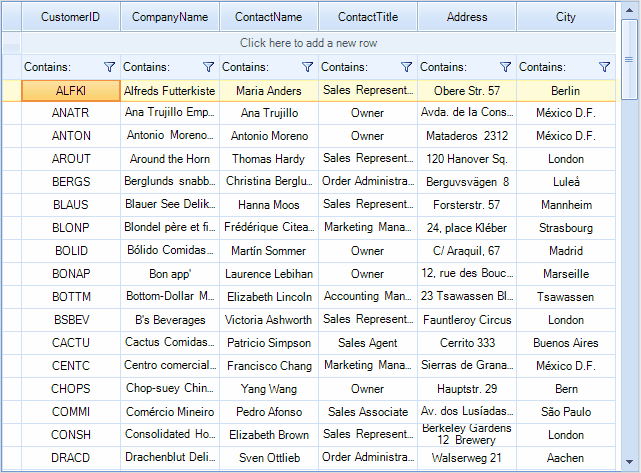 CustomerID CompanyName ContactName ContactTitle Address City
Click here to add a new row
Contains: Contains: Contains: Contains: Contains: Contains:
ALFKI Alfreds Futterkiste Maria Anders Sales Represent... Obere Str. 57 Berlin
ANATR Ana Trujillo Emp... Ana Trujillo Owner Avda. de la Cons... México D.F.
ANTON Antonio Moreno... Antonio Moreno Owner Mataderos 2312 México D.F.
AROUT Around the Horn Thomas Hardy Sales Represent... 120 Hanover Sq. London
BERGS Berglunds snabb... Christina Berglu... Order Administra... Berguvsvägen 8 Luleå
BLAUS Blauer See Delik... Hanna Moos Sales Represent... Forsterstr. 57 Mannheim
BLONP Blondel père et fi... Frédérique Citea... Marketing Mana... 24, place Kléber Strasbourg
BOLID Bólido Comidas... Martín Sommer Owner C/ Araquil, 67 Madrid
BONAP Bon app' Laurence Lebihan Owner 12, rue des Bouc... Marseille
BOTTM Bottom-Dollar M... Elizabeth Lincoln Accounting Man... 23 Tsawassen Bl... Tsawassen
BSBEV B's Beverages Victoria Ashworth Sales Represent... Fauntleroy Circus London
CACTU Cactus Comidas... Patricio Simpson Sales Agent Cerrito 333 Buenos Aires
CENTC Centro comercial... Francisco Chang Marketing Mana... Sierras de Grana... México D.F.
CHOPS Chop-suey Chin... Yang Wang Owner Hauptstr. 29 Bern
COMMI Comércio Mineiro Pedro Afonso Sales Associate Av. dos Lusíadas... São Paulo
CONSH Consolidated Ho... Elizabeth Brown Sales Represent... Berkeley Gardens 12 Brewery London
DRACD Drachenblut Deli... Sven Ottlieb Order Administra... Walserweg 21 Aachen